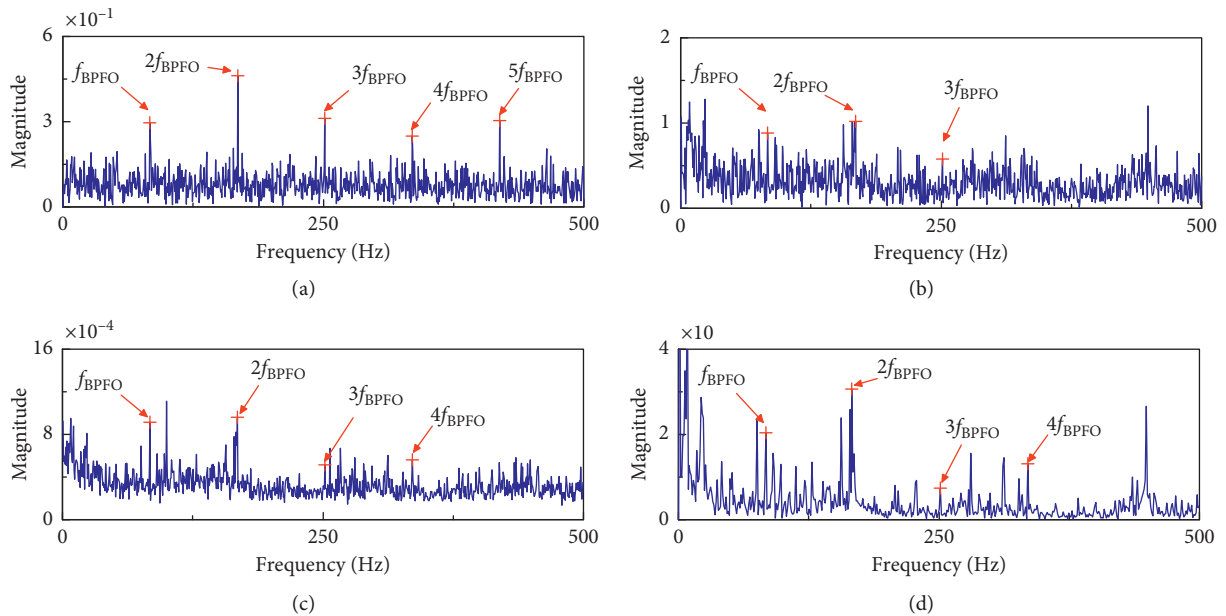 ×10⁻¹
6
3
0
Magnitude
f_BPFO
2f_BPFO
3f_BPFO
4f_BPFO
5f_BPFO
0
250
500
Frequency (Hz)
(a)
2
1
0
Magnitude
f_BPFO
2f_BPFO
3f_BPFO
0
250
500
Frequency (Hz)
(b)
×10⁻⁴
16
8
0
Magnitude
f_BPFO
2f_BPFO
3f_BPFO
4f_BPFO
0
250
500
Frequency (Hz)
(c)
×10
4
2
0
Magnitude
f_BPFO
2f_BPFO
3f_BPFO
4f_BPFO
0
250
500
Frequency (Hz)
(d)